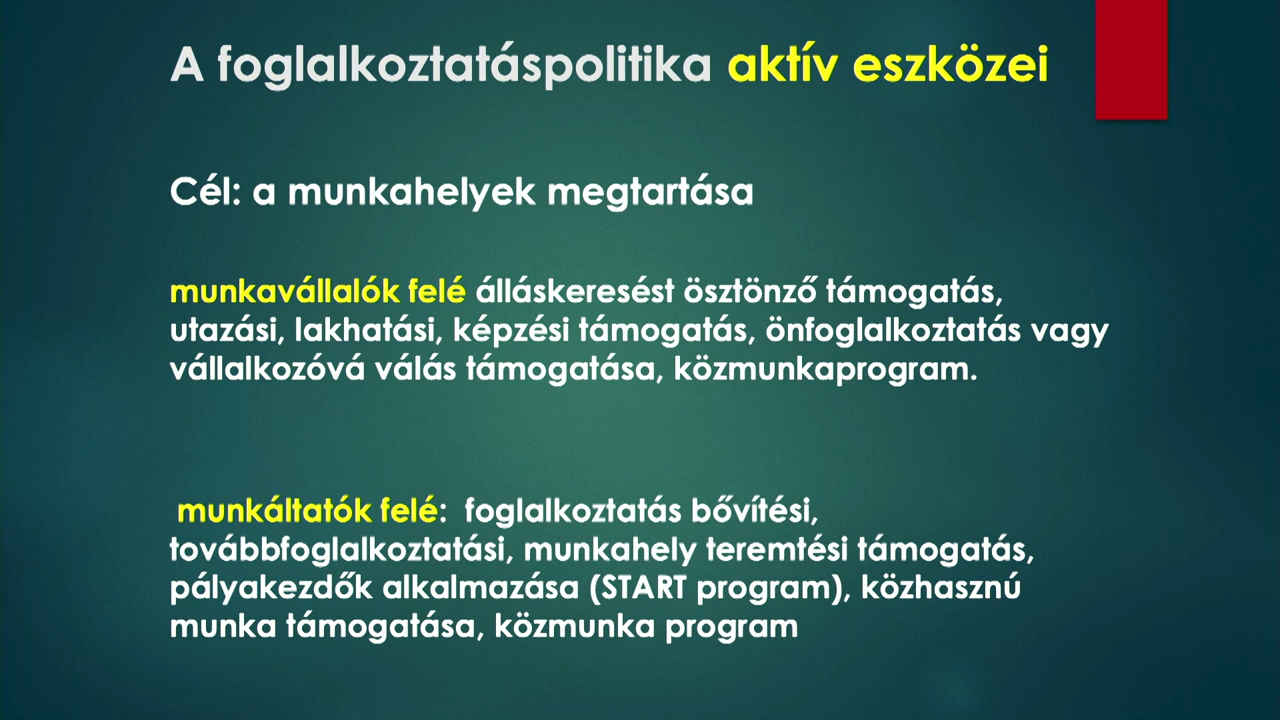 A foglalkoztatáspolitika aktív eszközei
Cél: a munkahelyek megtartása
munkavállalók felé álláskeresést ösztönző támogatás,
utazási, lakhatási, képzési támogatás, önfoglalkoztatás vagy
vállalkozóvá válás támogatása, közmunkaprogram.
munkáltatók felé: foglalkoztatás bővítési,
továbbfoglalkoztatási, munkahely teremtési támogatás,
pályakezdők alkalmazása (START program), közhasznú
munka támogatása, közmunka program